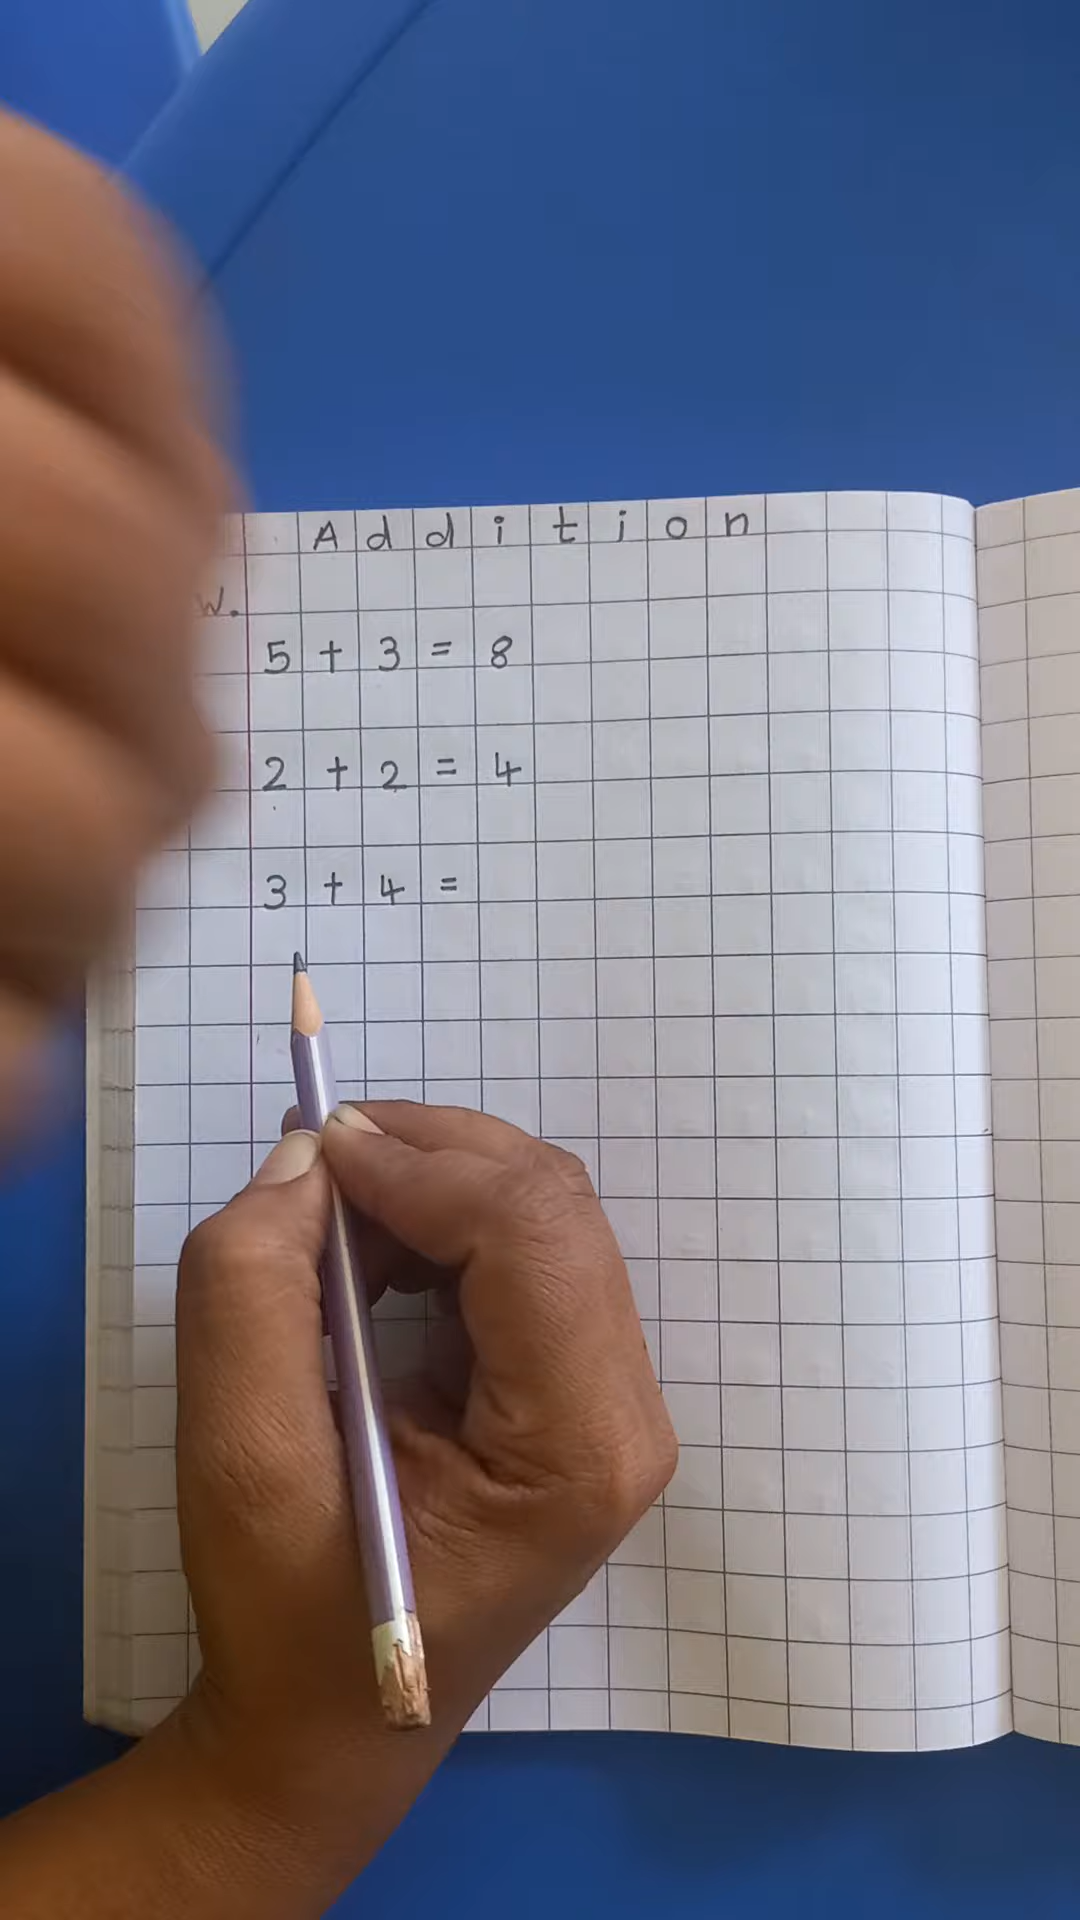 Addition
w.
5 + 3 = 8
2 + 2 = 4
3 + 4 =